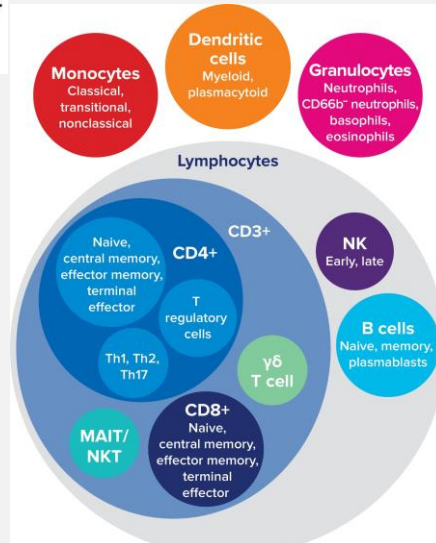 Dendritic
cells
Myeloid,
plasmacytoid
Monocytes
Classical,
transitional,
nonclassical
Granulocytes
Neutrophils,
CD66b⁻ neutrophils,
basophils,
eosinophils
Lymphocytes
CD3+
CD4+
Naive,
central memory,
effector memory,
terminal
effector
T
regulatory
cells
Th1, Th2,
Th17
NK
Early, late
B cells
Naive, memory,
plasmablasts
γδ
T cell
MAIT/
NKT
CD8+
Naive,
central memory,
effector memory,
terminal
effector